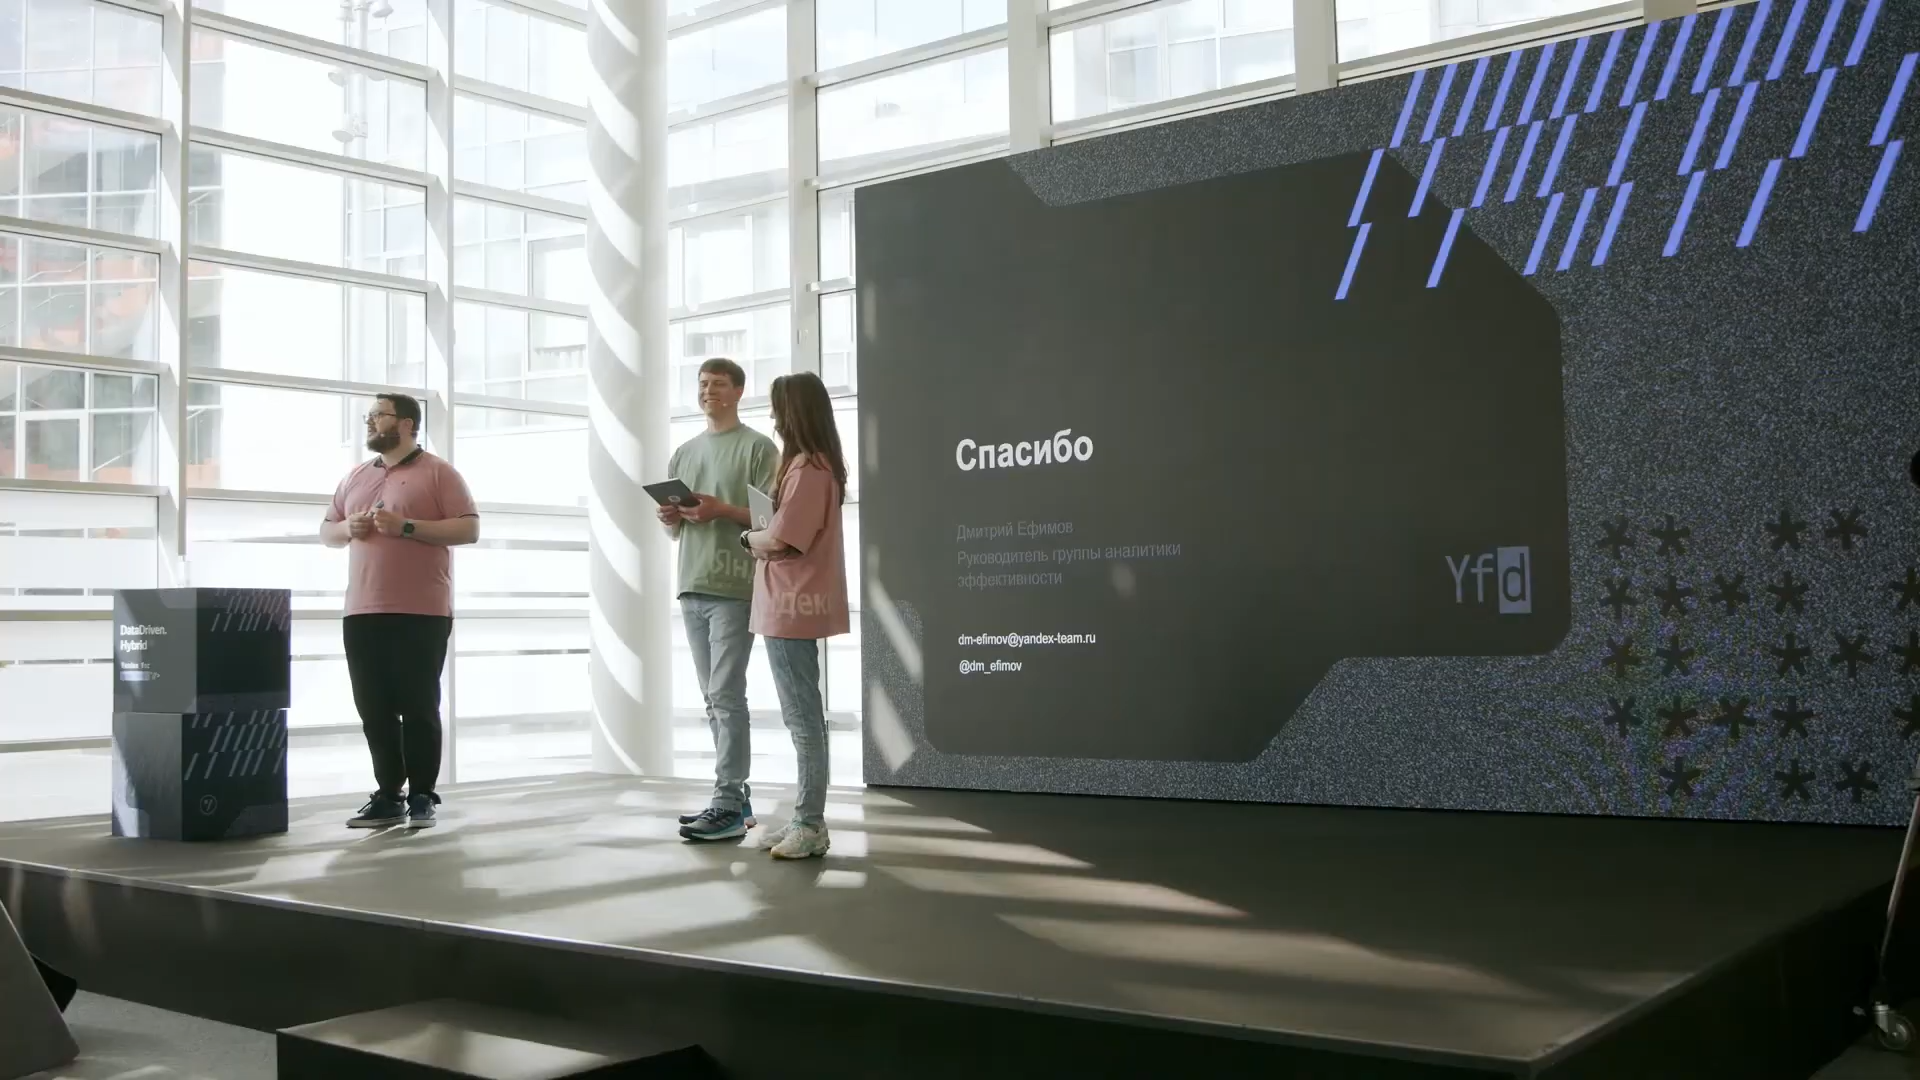 Спасибо
Дмитрий Ефимов
Руководитель группы аналитики
эффективности
dm-efimov@yandex-team.ru
@dm_efimov
Yfd
DataDriven.
Hybrid